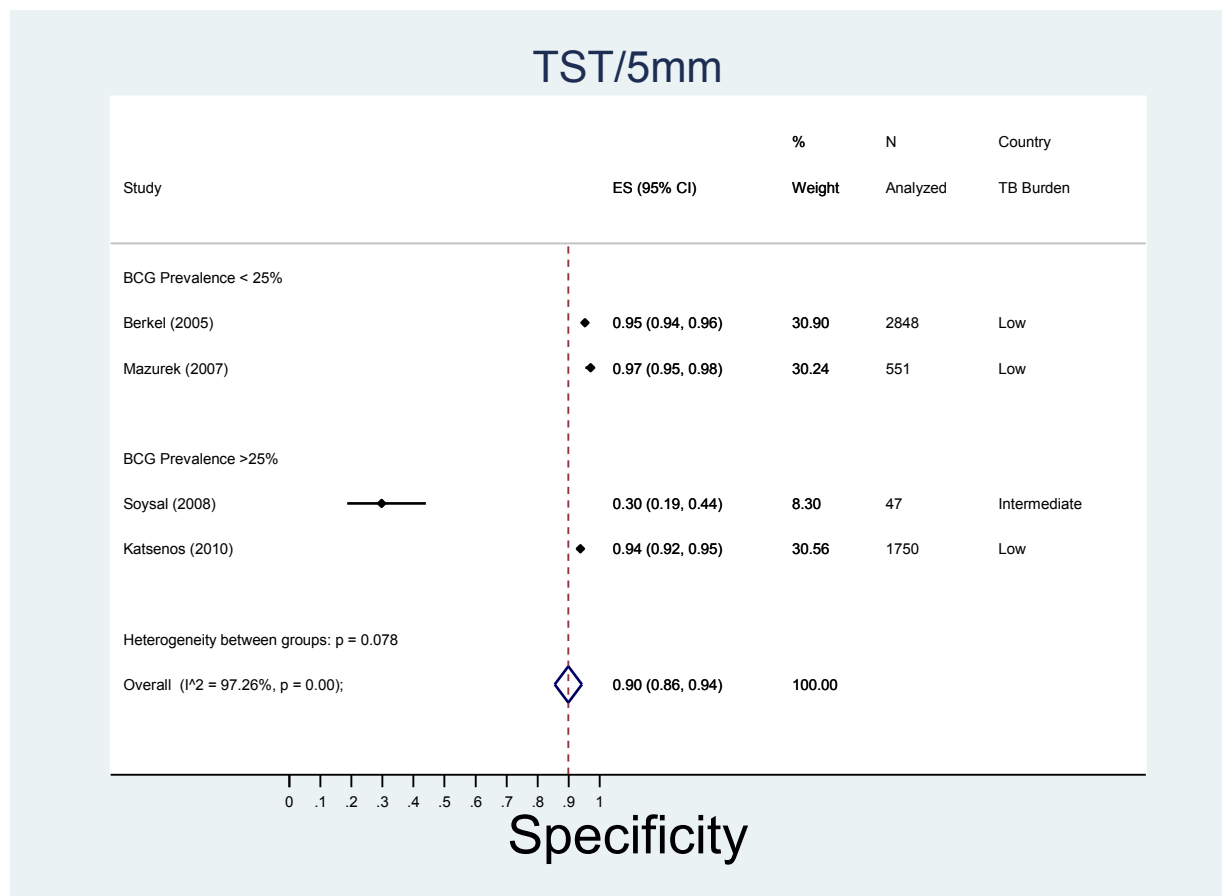 TST/5mm
% N Country
Study ES (95% CI) Weight Analyzed TB Burden
BCG Prevalence < 25%
Berkel (2005) 0.95 (0.94, 0.96) 30.90 2848 Low
Mazurek (2007) 0.97 (0.95, 0.98) 30.24 551 Low
BCG Prevalence >25%
Soysal (2008) 0.30 (0.19, 0.44) 8.30 47 Intermediate
Katsenos (2010) 0.94 (0.92, 0.95) 30.56 1750 Low
Heterogeneity between groups: p = 0.078
Overall (I^2 = 97.26%, p = 0.00); 0.90 (0.86, 0.94) 100.00
0 .1 .2 .3 .4 .5 .6 .7 .8 .9 1
Specificity